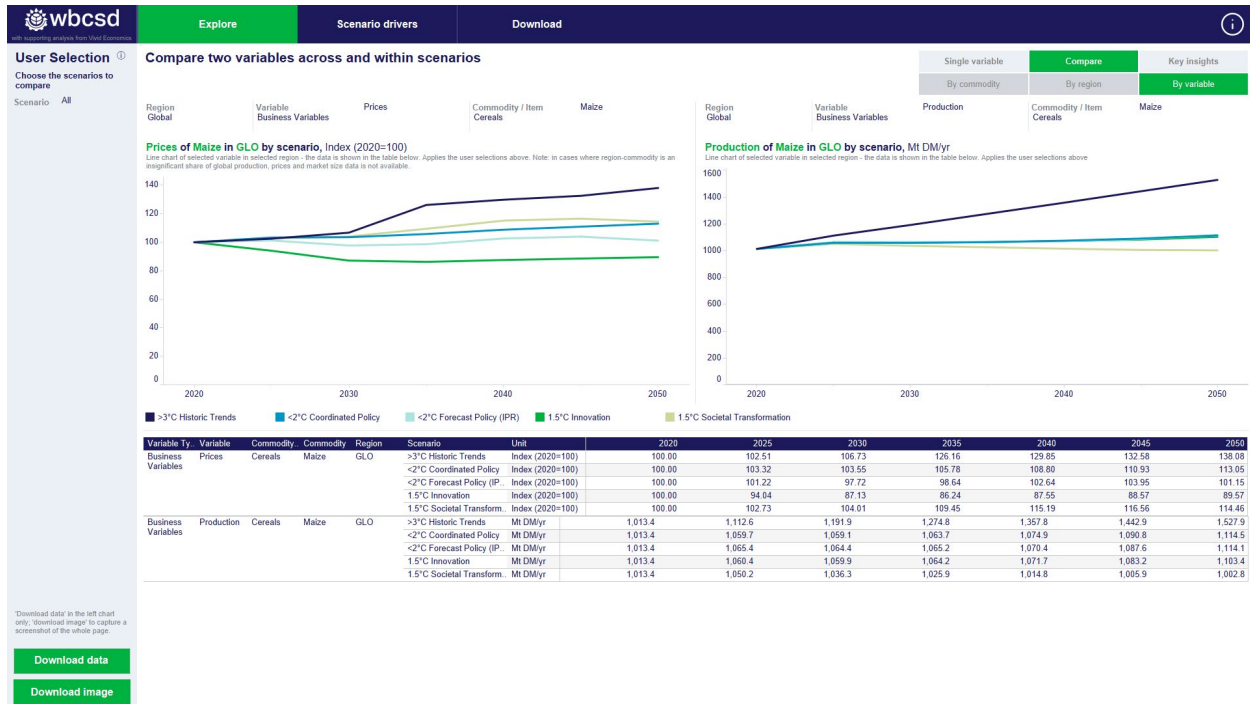 wbcsd
with supporting analysis from Vivid Economics
Explore
Scenario drivers
Download
User Selection
Choose the scenarios to
compare
Scenario All
Compare two variables across and within scenarios
Single variable
Compare
Key insights
By commodity
By region
By variable
Region
Global
Variable
Business Variables
Prices
Commodity / Item
Cereals
Maize
Region
Global
Variable
Business Variables
Production
Commodity / Item
Cereals
Maize
Prices of Maize in GLO by scenario, Index (2020=100)
Line chart of selected variable in selected region - the data is shown in the table below. Applies the user selections above. Note: in cases where region-commodity is an
insignificant share of global production, prices and market size data is not available.
140
120
100
80
60
40
20
0
2020 2030 2040 2050
Production of Maize in GLO by scenario, Mt DM/yr
Line chart of selected variable in selected region - the data is shown in the table below. Applies the user selections above
1600
1400
1200
1000
800
600
400
200
0
2020 2030 2040 2050
>3°C Historic Trends <2°C Coordinated Policy <2°C Forecast Policy (IPR) 1.5°C Innovation 1.5°C Societal Transformation
Variable Ty.. Variable Commodity.. Commodity Region Scenario Unit 2020 2025 2030 2035 2040 2045 2050
Business Prices Cereals Maize GLO >3°C Historic Trends Index (2020=100) 100.00 102.51 106.73 126.16 129.85 132.58 138.08
Variables <2°C Coordinated Policy Index (2020=100) 100.00 103.32 103.55 105.78 108.80 110.93 113.05
<2°C Forecast Policy (IP.. Index (2020=100) 100.00 101.22 97.72 98.64 102.64 103.95 101.15
1.5°C Innovation Index (2020=100) 100.00 94.04 87.13 86.24 87.55 88.57 89.57
1.5°C Societal Transform.. Index (2020=100) 100.00 102.73 104.01 109.45 115.19 116.56 114.46
Business Production Cereals Maize GLO >3°C Historic Trends Mt DM/yr 1,013.4 1,112.6 1,191.9 1,274.8 1,357.8 1,442.9 1,527.9
Variables <2°C Coordinated Policy Mt DM/yr 1,013.4 1,059.7 1,059.1 1,063.7 1,074.9 1,090.8 1,114.5
<2°C Forecast Policy (IP.. Mt DM/yr 1,013.4 1,065.4 1,064.4 1,065.2 1,070.4 1,087.6 1,114.1
1.5°C Innovation Mt DM/yr 1,013.4 1,060.4 1,059.9 1,064.2 1,071.7 1,083.2 1,103.4
1.5°C Societal Transform.. Mt DM/yr 1,013.4 1,050.2 1,036.3 1,025.9 1,014.8 1,005.9 1,002.8
'Download data' in the left chart
only; 'download image' to capture a
screenshot of the whole page.
Download data
Download image